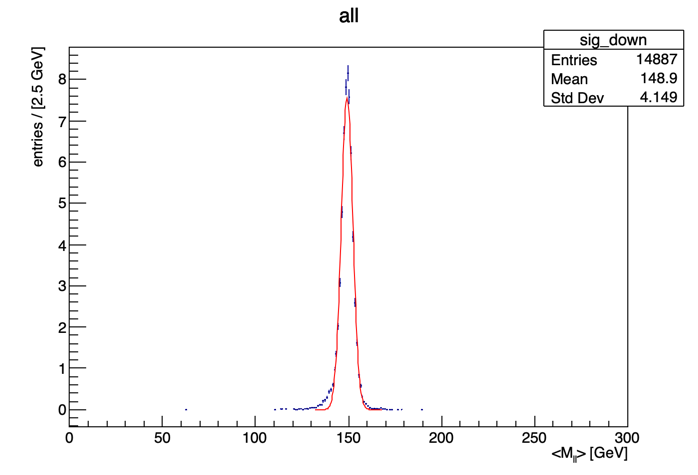 all
sig_down
Entries 14887
Mean 148.9
Std Dev 4.149
entries / [2.5 GeV]
8
7
6
5
4
3
2
1
0
0 50 100 150 200 250 300
<M_ll> [GeV]